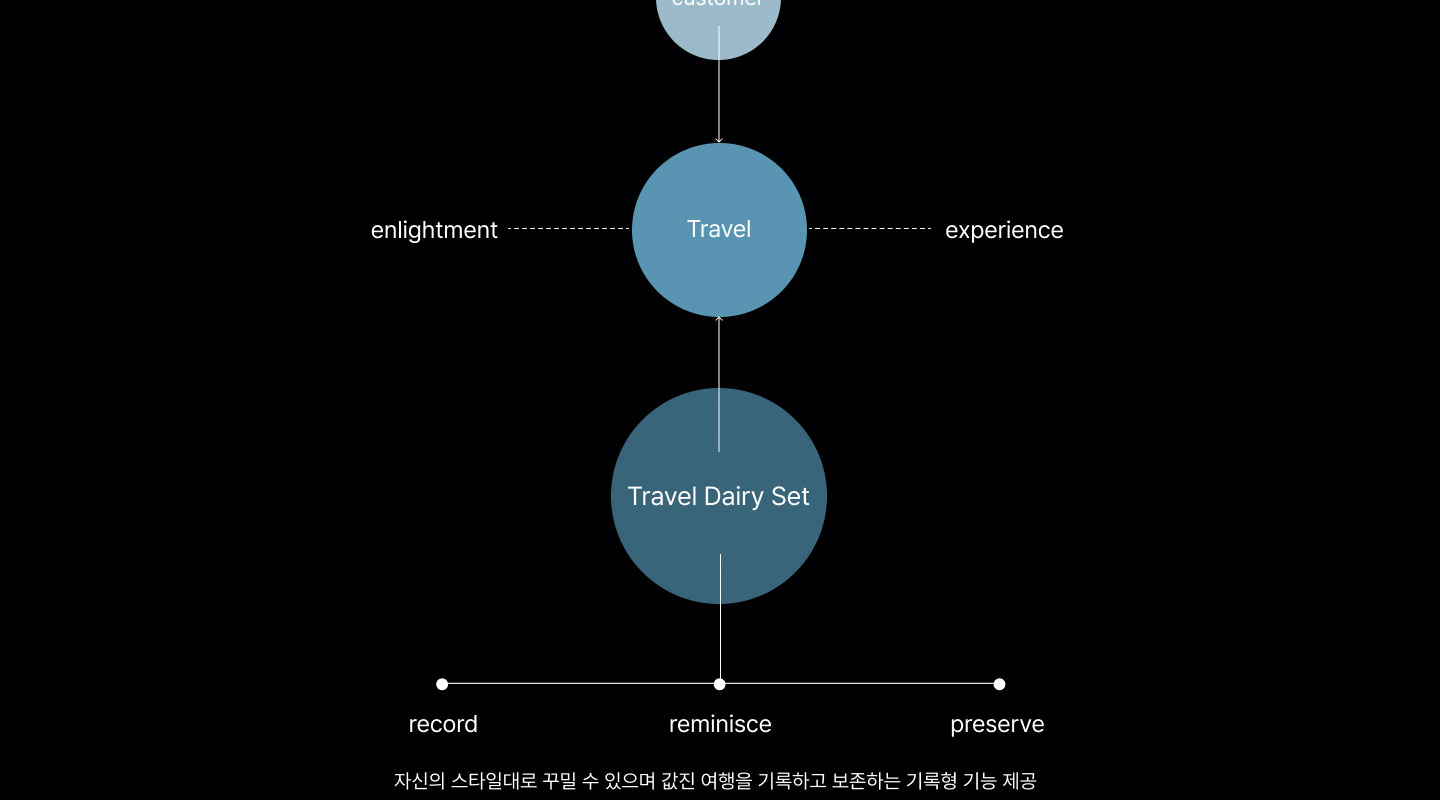 customer
Travel
enlightment
experience
Travel Dairy Set
record
reminisce
preserve
자신의 스타일대로 꾸밀 수 있으며 값진 여행을 기록하고 보존하는 기록형 기능 제공